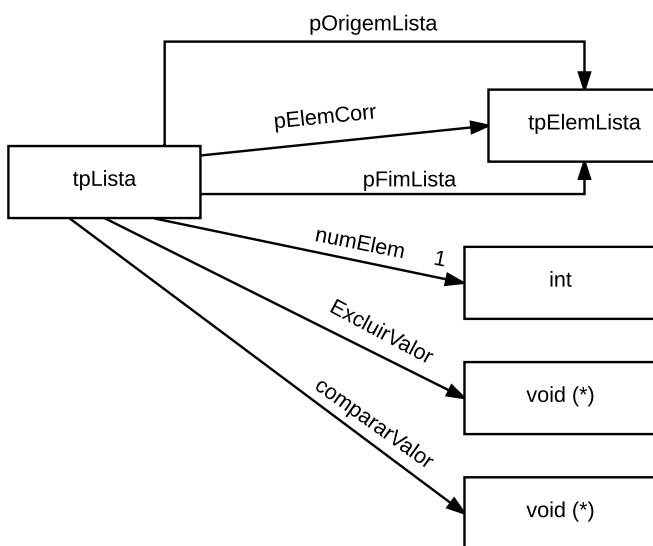 pOrigemLista
pElemCorr
tpElemLista
tpLista
pFimLista
numElem
1
int
ExcluirValor
void (*)
compararValor
void (*)